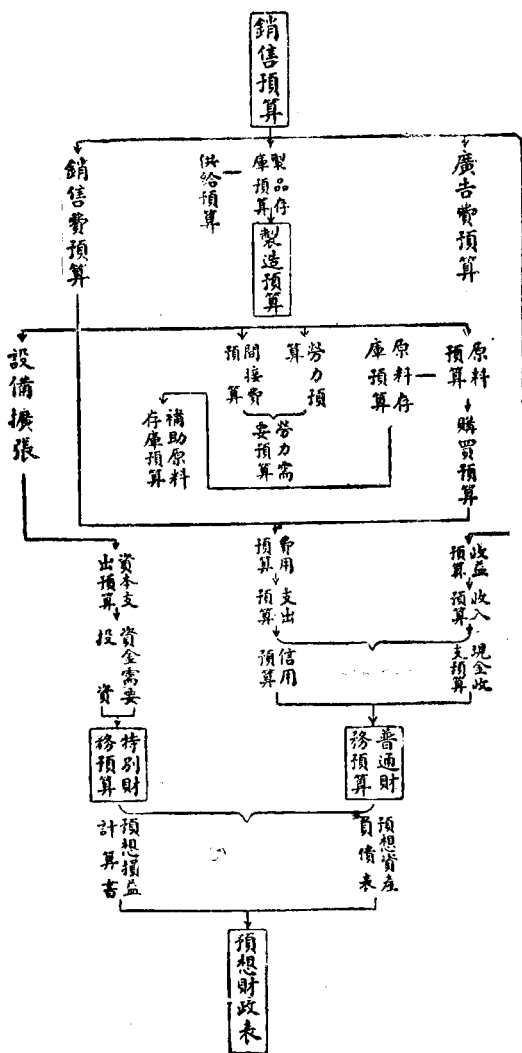 銷售預算
廣告費預算
製品存
庫預算
供給預算
銷售費預算
製造預算
原料
預算
原料存
庫預算
勞力預
算
間接費
預算
設備擴張
購買預算
勞力需
要預算
補助原料
存庫預算
收益
預算
費用
預算
資本支
出預算
收入
預算
支出
預算
資金需要
投資
現金收
支預算
信用
預算
普通財
務預算
特別財
務預算
預想資產
負債表
預想損益
計算書
預想財政表